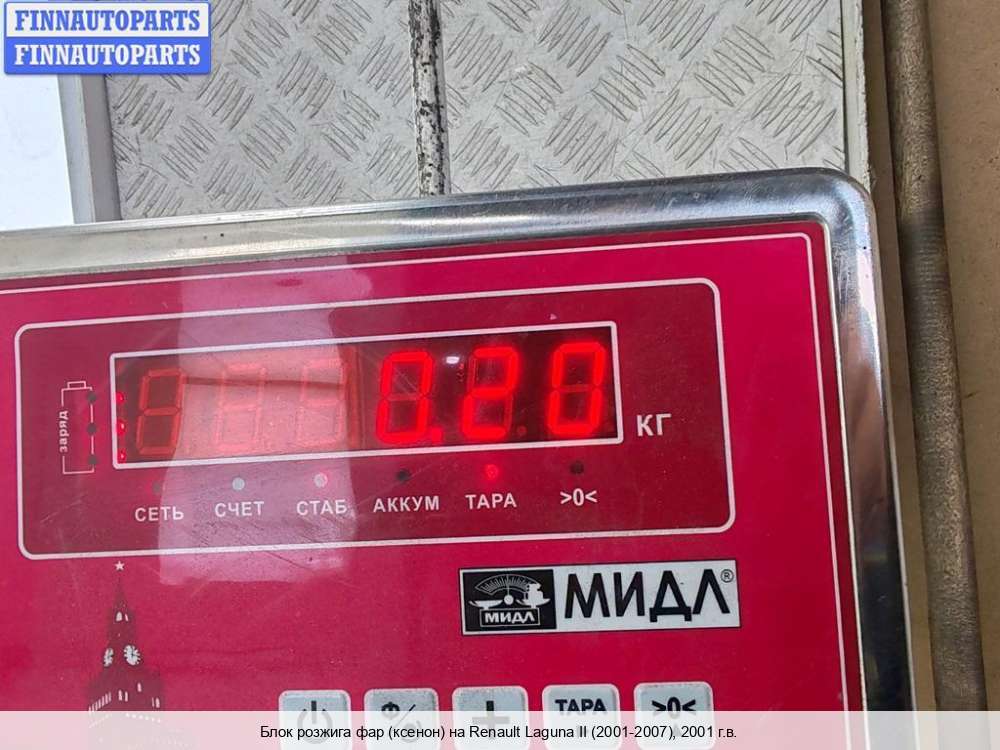 FINNAUTOPARTS
FINNAUTOPARTS
заряд
0.20 КГ
СЕТЬ СЧЕТ СТАБ АККУМ ТАРА >0<
МИДЛ МИДЛ®
ТАРА >0<
Блок розжига фар (ксенон) на Renault Laguna II (2001-2007), 2001 г.в.